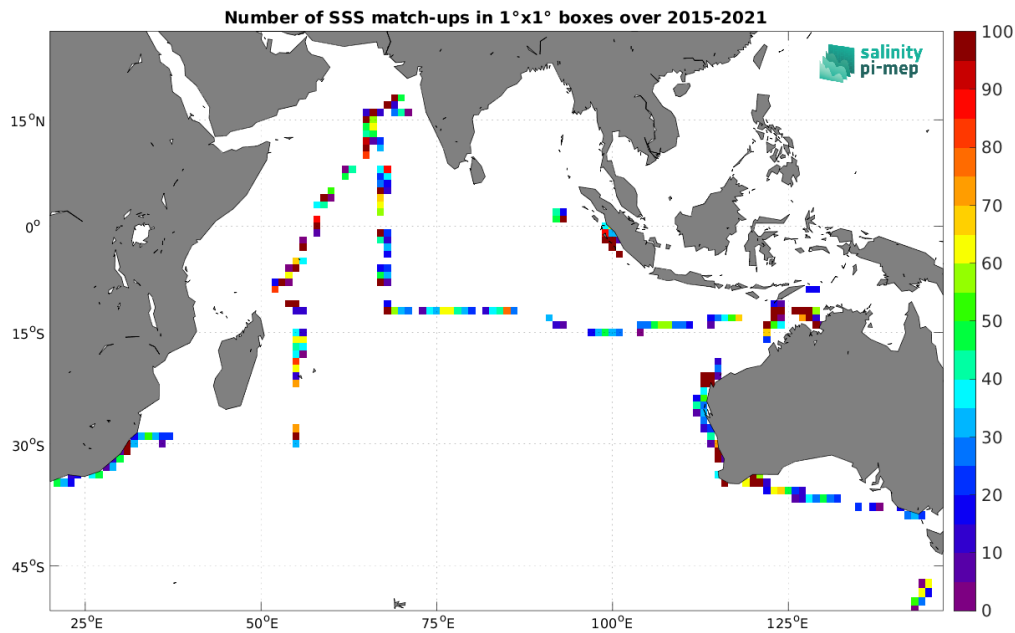 Number of SSS match-ups in 1°x1° boxes over 2015-2021
salinity
pi-mep
100
90
80
70
60
50
40
30
20
10
0
15°N
0°
15°S
30°S
45°S
25°E
50°E
75°E
100°E
125°E